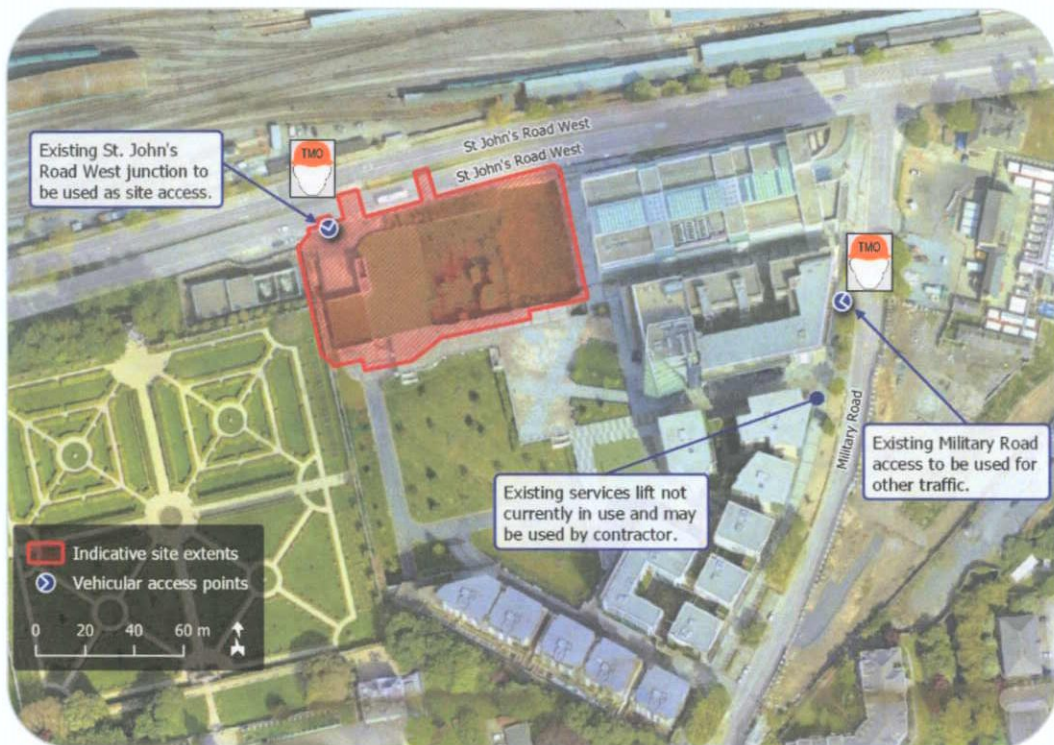 St John's Road West
St John's Road West
Existing St. John's
Road West junction to
be used as site access.
TMO
TMO
Military Road
Existing Military Road
access to be used for
other traffic.
Existing services lift not
currently in use and may
be used by contractor.
Indicative site extents
Vehicular access points
0 20 40 60 m